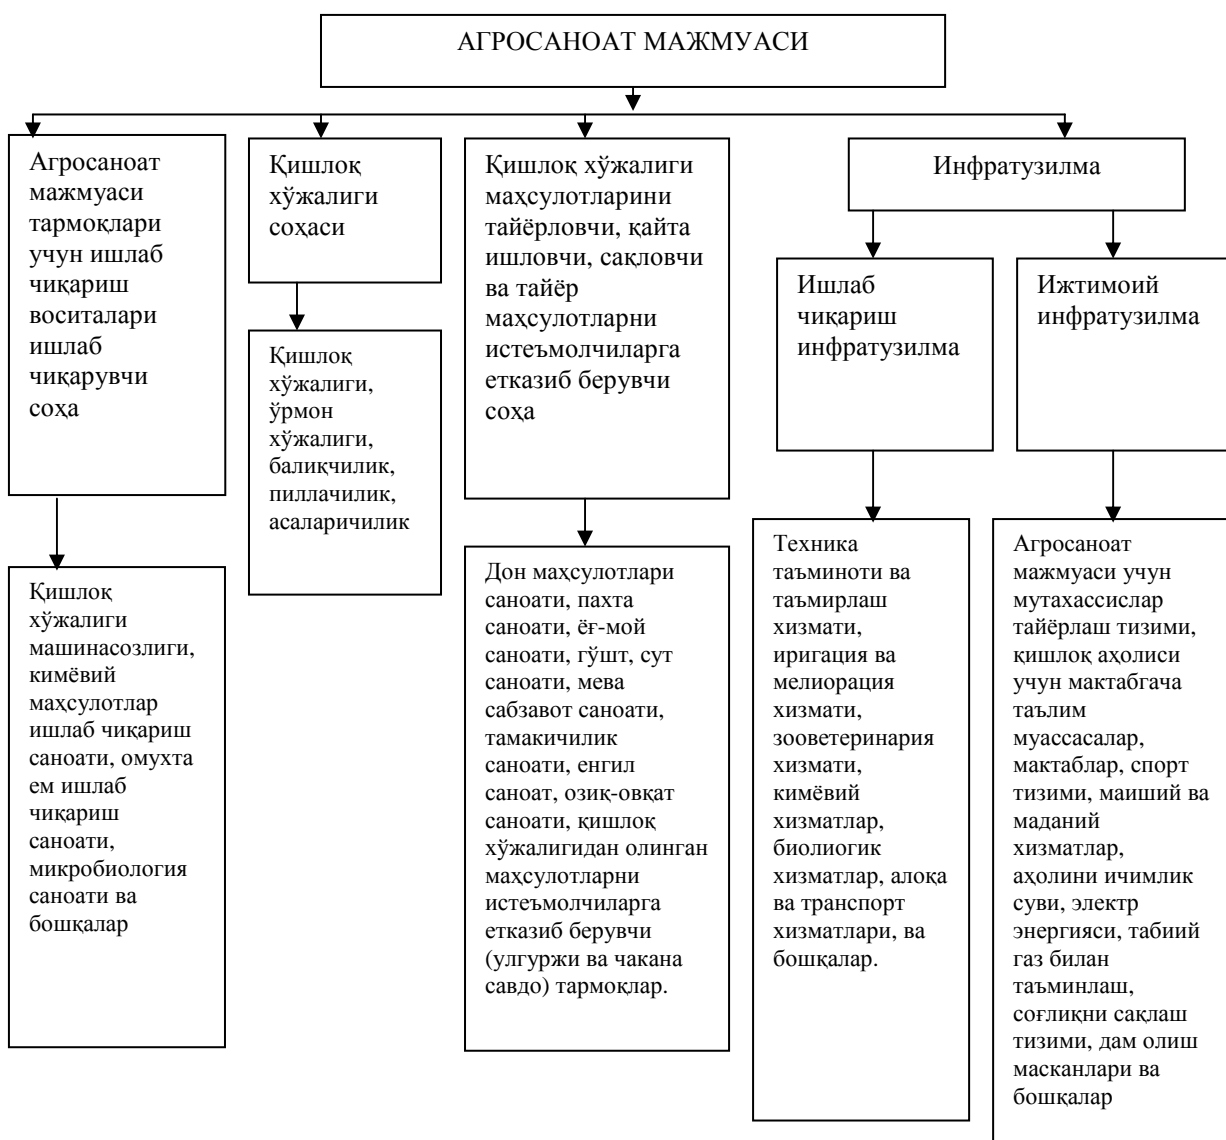 АГРОСАНОАТ МАЖМУАСИ
Агросаноат
мажмуаси
тармоқлари
учун ишлаб
чиқариш
воситалари
ишлаб
чиқарувчи
соҳа
Қишлоқ
хўжалиги
соҳаси
Қишлоқ хўжалиги
маҳсулотларини
тайёрловчи, қайта
ишловчи, сақловчи
ва тайёр
маҳсулотларни
истеъмолчиларга
етказиб берувчи
соҳа
Инфратузилма
Ишлаб
чиқариш
инфратузилма
Ижтимоий
инфратузилма
Қишлоқ
хўжалиги
машинасозлиги,
кимёвий
маҳсулотлар
ишлаб чиқариш
саноати, омухта
ем ишлаб
чиқариш
саноати,
микробиология
саноати ва
бошқалар
Қишлоқ
хўжалиги,
ўрмон
хўжалиги,
балиқчилик,
пиллачилик,
асаларичилик
Дон маҳсулотлари
саноати, пахта
саноати, ёғ-мой
саноати, гўшт, сут
саноати, мева
сабзавот саноати,
тамакичилик
саноати, енгил
саноат, озиқ-овқат
саноати, қишлоқ
хўжалигидан олинган
маҳсулотларни
истеъмолчиларга
етказиб берувчи
(улгуржи ва чакана
савдо) тармоқлар.
Техника
таъминоти ва
таъмирлаш
хизмати,
иригация ва
мелиорация
хизмати,
зооветеринария
хизмати,
кимёвий
хизматлар,
биолиогик
хизматлар, алоқа
ва транспорт
хизматлари, ва
бошқалар.
Агросаноат
мажмуаси учун
мутахассислар
тайёрлаш тизими,
қишлоқ аҳолиси
учун мактабгача
таълим
муассасалар,
мактаблар, спорт
тизими, маиший ва
маданий
хизматлар,
аҳолини ичимлик
суви, электр
энергияси, табиий
газ билан
таъминлаш,
соғлиқни сақлаш
тизими, дам олиш
масканлари ва
бошқалар